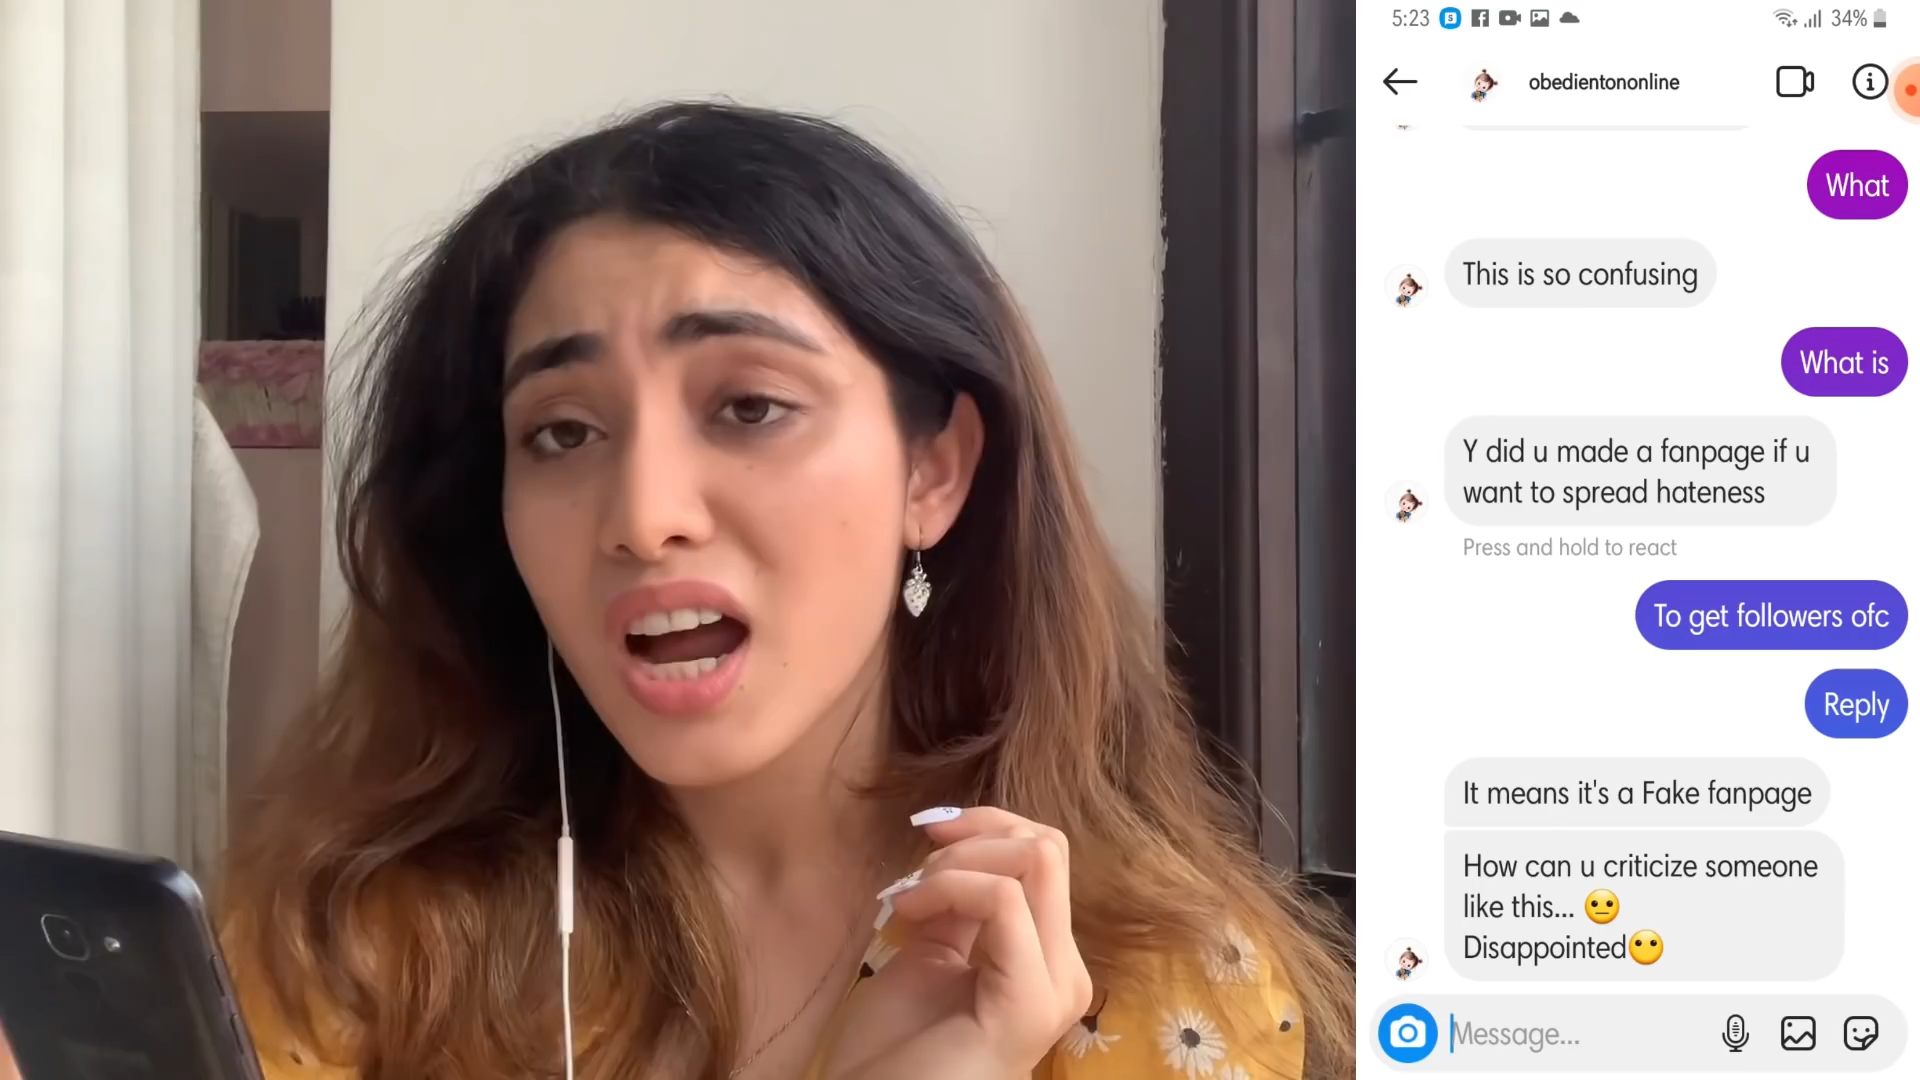 5:23
34%
obedientononline
What
This is so confusing
What is
Y did u made a fanpage if u
want to spread hateness
Press and hold to react
To get followers ofc
Reply
It means it's a Fake fanpage
How can u criticize someone
like this... 😐
Disappointed😶
Message...